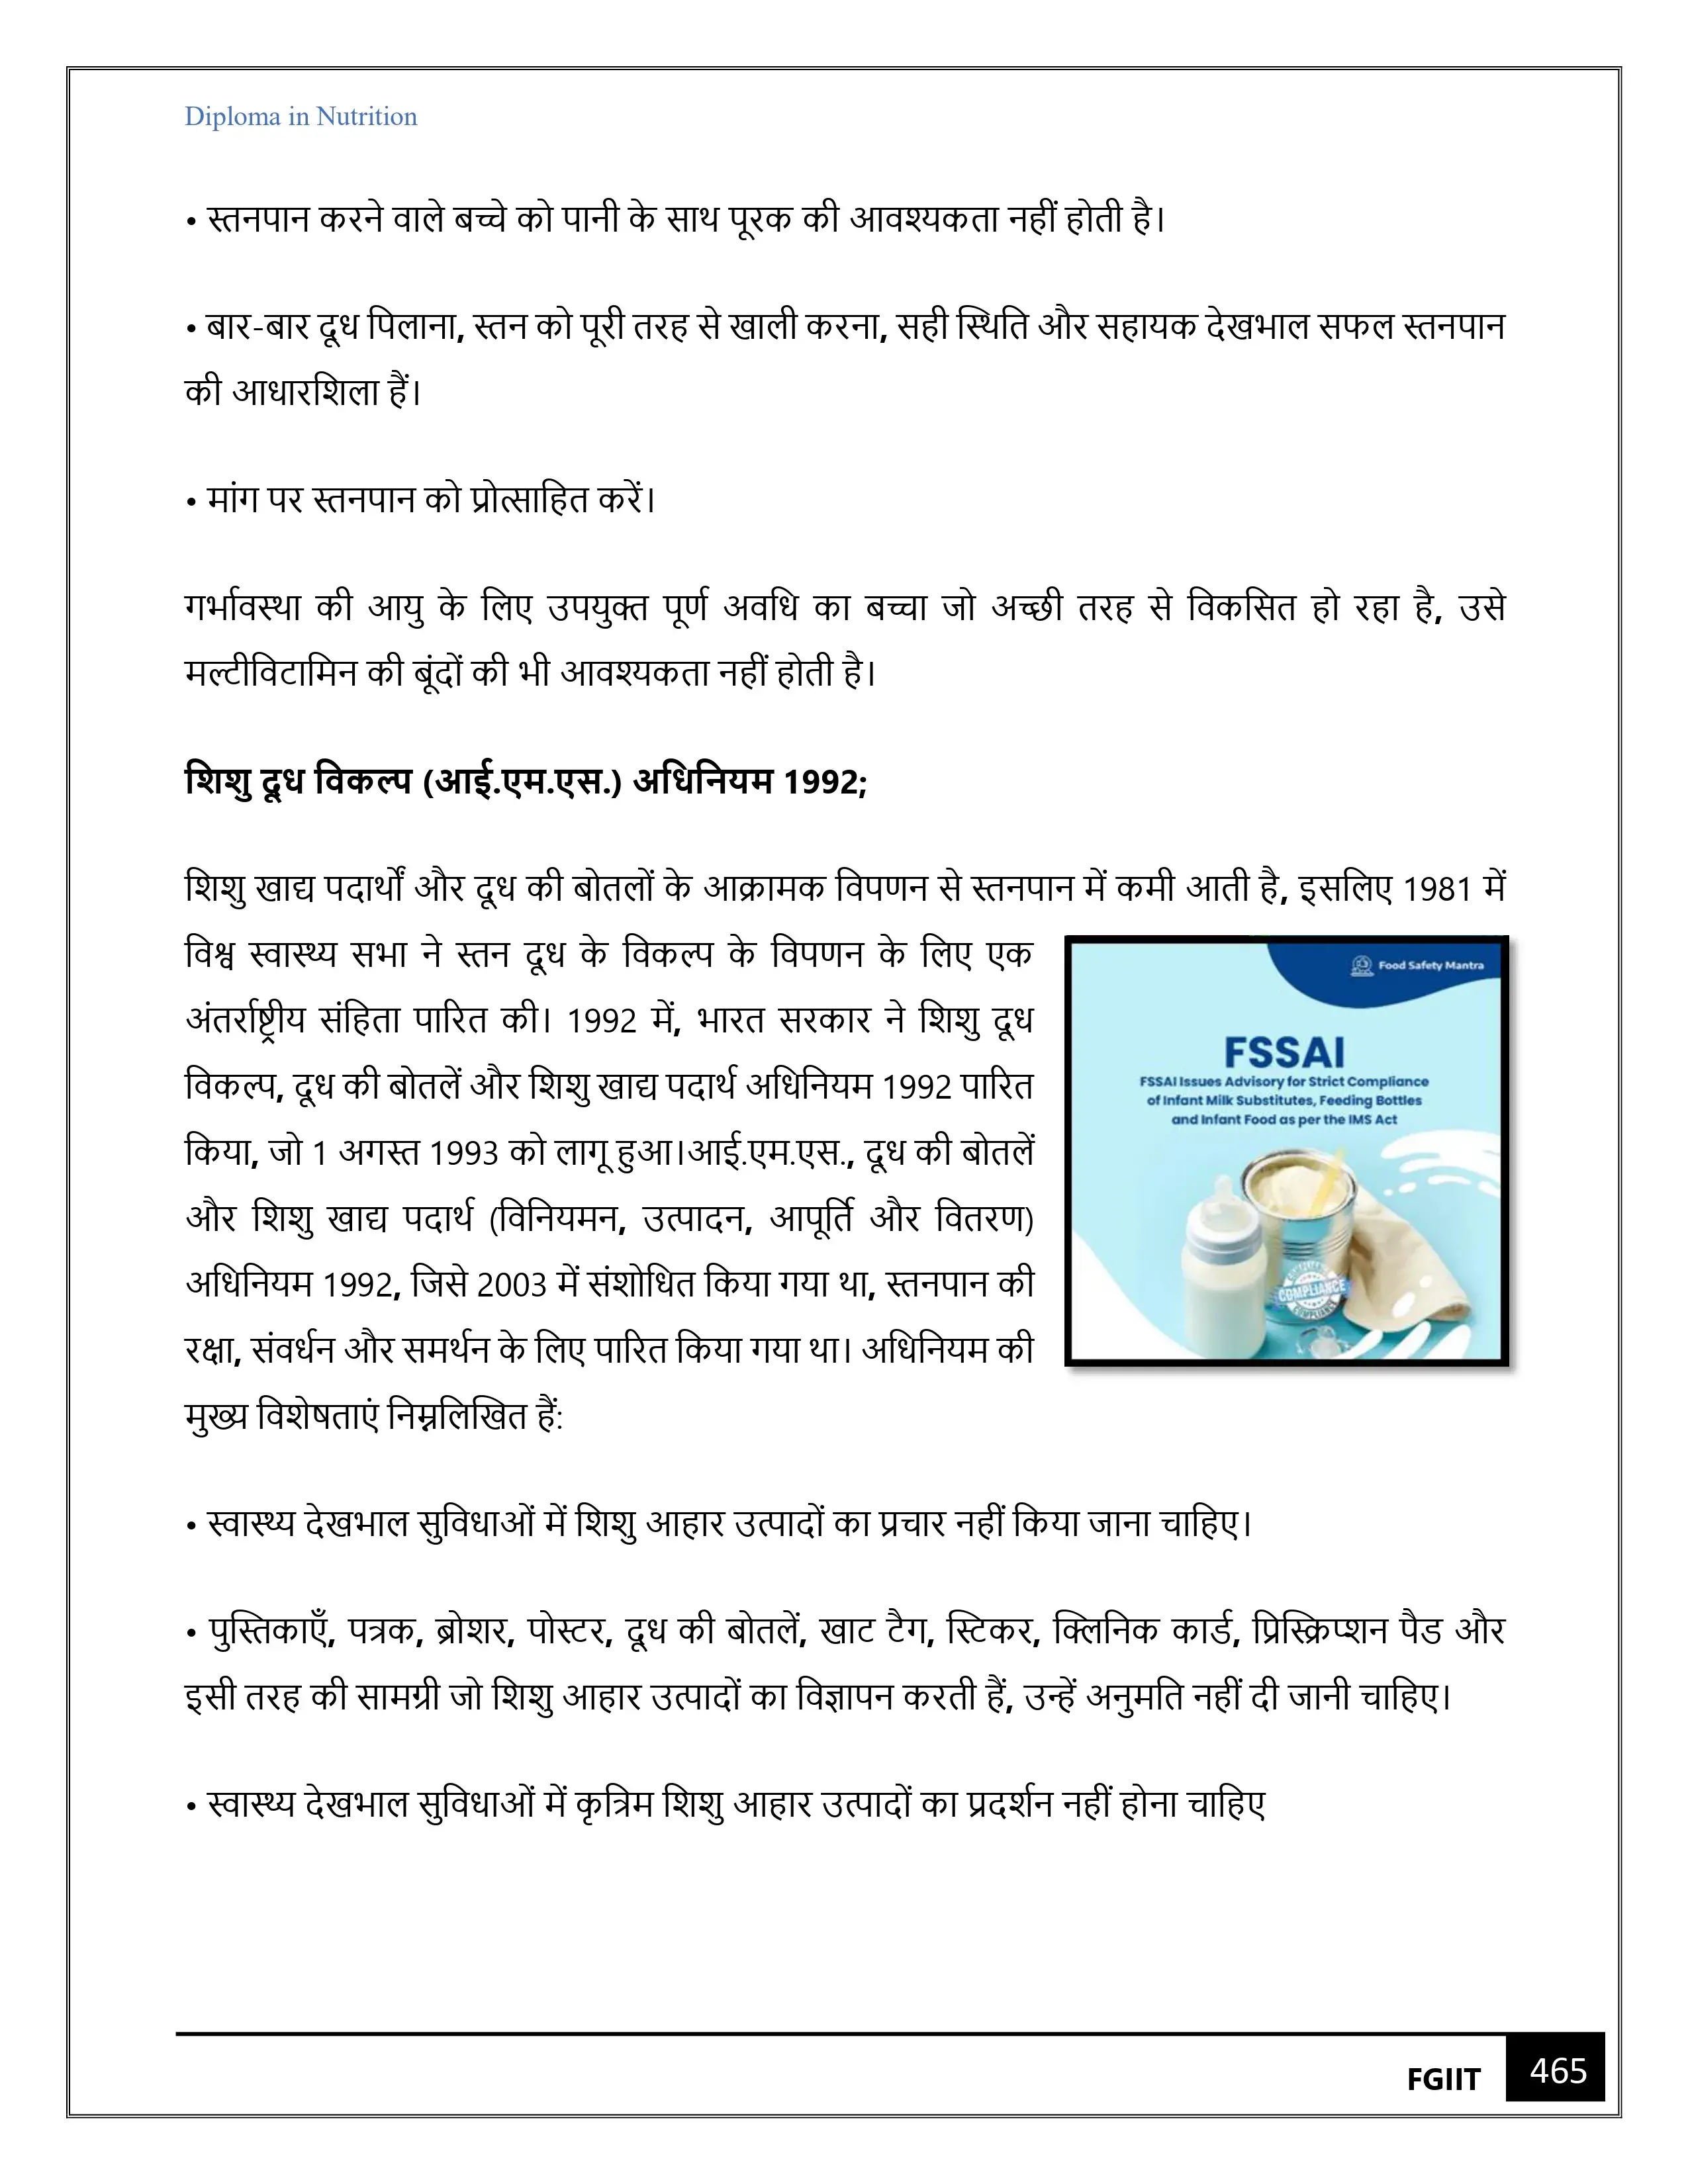 Diploma in Nutrition
• स्तनपान करने वाले बच्चे को पानी के साथ पूरक की आवश्यकता नहीं होती है।
• बार-बार दूध पिलाना, स्तन को पूरी तरह से खाली करना, सही स्थिति और सहायक देखभाल सफल स्तनपान
की आधारशिला हैं।
• मांग पर स्तनपान को प्रोत्साहित करें।
गर्भावस्था की आयु के लिए उपयुक्त पूर्ण अवधि का बच्चा जो अच्छी तरह से विकसित हो रहा है, उसे
मल्टीविटामिन की बूंदों की भी आवश्यकता नहीं होती है।
शिशु दूध विकल्प (आई.एम.एस.) अधिनियम 1992;
शिशु खाद्य पदार्थों और दूध की बोतलों के आक्रामक विपणन से स्तनपान में कमी आती है, इसलिए 1981 में
विश्व स्वास्थ्य सभा ने स्तन दूध के विकल्प के विपणन के लिए एक
अंतर्राष्ट्रीय संहिता पारित की। 1992 में, भारत सरकार ने शिशु दूध
विकल्प, दूध की बोतलें और शिशु खाद्य पदार्थ अधिनियम 1992 पारित
किया, जो 1 अगस्त 1993 को लागू हुआ।आई.एम.एस., दूध की बोतलें
और शिशु खाद्य पदार्थ (विनियमन, उत्पादन, आपूर्ति और वितरण)
अधिनियम 1992, जिसे 2003 में संशोधित किया गया था, स्तनपान की
रक्षा, संवर्धन और समर्थन के लिए पारित किया गया था। अधिनियम की
मुख्य विशेषताएं निम्नलिखित हैं:
Food Safety Mantra
FSSAI
FSSAI Issues Advisory for Strict Compliance
of Infant Milk Substitutes, Feeding Bottles
and Infant Food as per the IMS Act
COMPLIANCE
COMPLIANCE
COMPLIANCE
• स्वास्थ्य देखभाल सुविधाओं में शिशु आहार उत्पादों का प्रचार नहीं किया जाना चाहिए।
• पुस्तिकाएँ, पत्रक, ब्रोशर, पोस्टर, दूध की बोतलें, खाट टैग, स्टिकर, क्लिनिक कार्ड, प्रिस्क्रिप्शन पैड और
इसी तरह की सामग्री जो शिशु आहार उत्पादों का विज्ञापन करती हैं, उन्हें अनुमति नहीं दी जानी चाहिए।
• स्वास्थ्य देखभाल सुविधाओं में कृत्रिम शिशु आहार उत्पादों का प्रदर्शन नहीं होना चाहिए
FGIIT 465